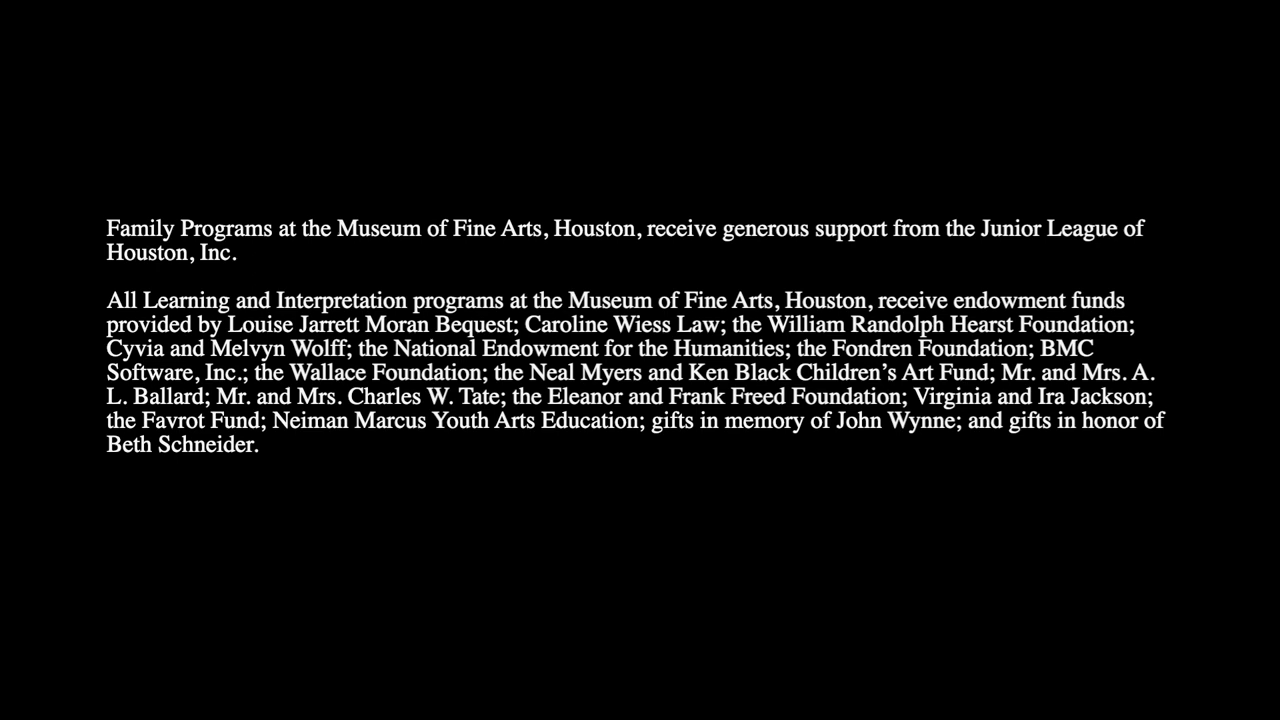 Family Programs at the Museum of Fine Arts, Houston, receive generous support from the Junior League of
Houston, Inc.
All Learning and Interpretation programs at the Museum of Fine Arts, Houston, receive endowment funds
provided by Louise Jarrett Moran Bequest; Caroline Wiess Law; the William Randolph Hearst Foundation;
Cyvia and Melvyn Wolff; the National Endowment for the Humanities; the Fondren Foundation; BMC
Software, Inc.; the Wallace Foundation; the Neal Myers and Ken Black Children’s Art Fund; Mr. and Mrs. A.
L. Ballard; Mr. and Mrs. Charles W. Tate; the Eleanor and Frank Freed Foundation; Virginia and Ira Jackson;
the Favrot Fund; Neiman Marcus Youth Arts Education; gifts in memory of John Wynne; and gifts in honor of
Beth Schneider.